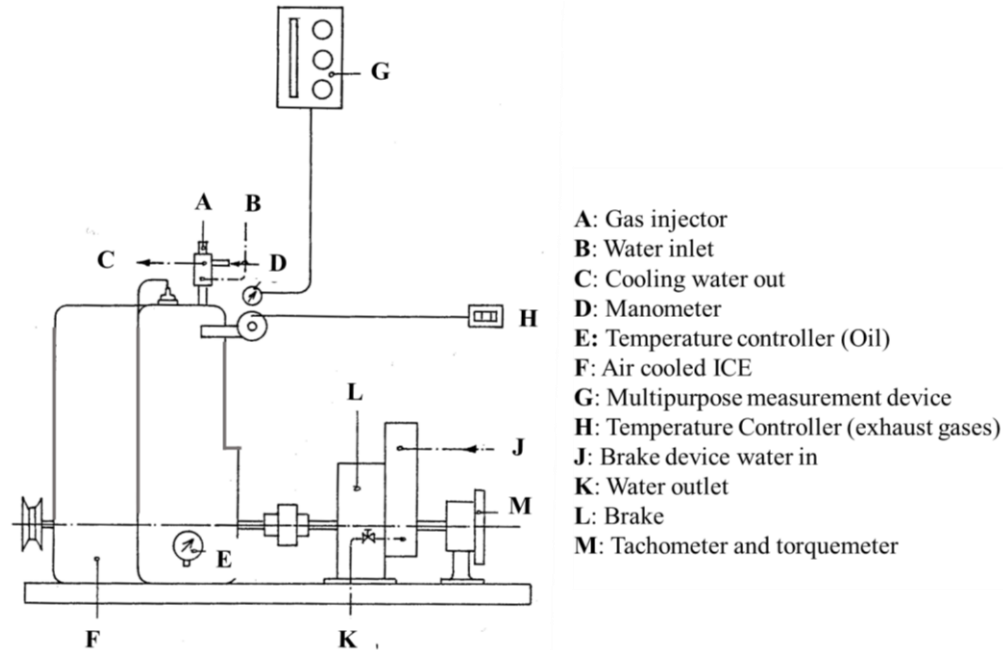 G
A
B
C
D
H
L
J
M
E
F
K
A: Gas injector
B: Water inlet
C: Cooling water out
D: Manometer
E: Temperature controller (Oil)
F: Air cooled ICE
G: Multipurpose measurement device
H: Temperature Controller (exhaust gases)
J: Brake device water in
K: Water outlet
L: Brake
M: Tachometer and torquemeter